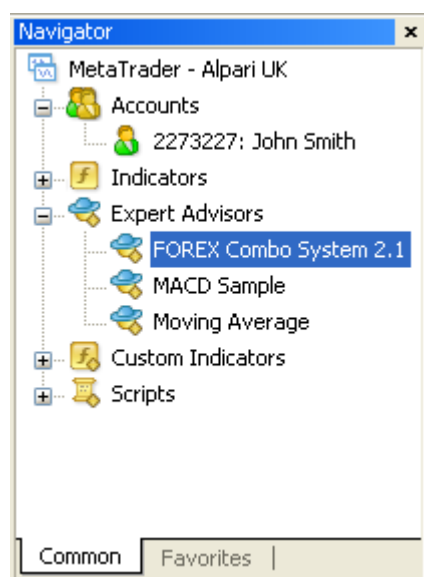 Navigator
MetaTrader - Alpari UK
Accounts
2273227: John Smith
Indicators
Expert Advisors
FOREX Combo System 2.1
MACD Sample
Moving Average
Custom Indicators
Scripts
Common Favorites